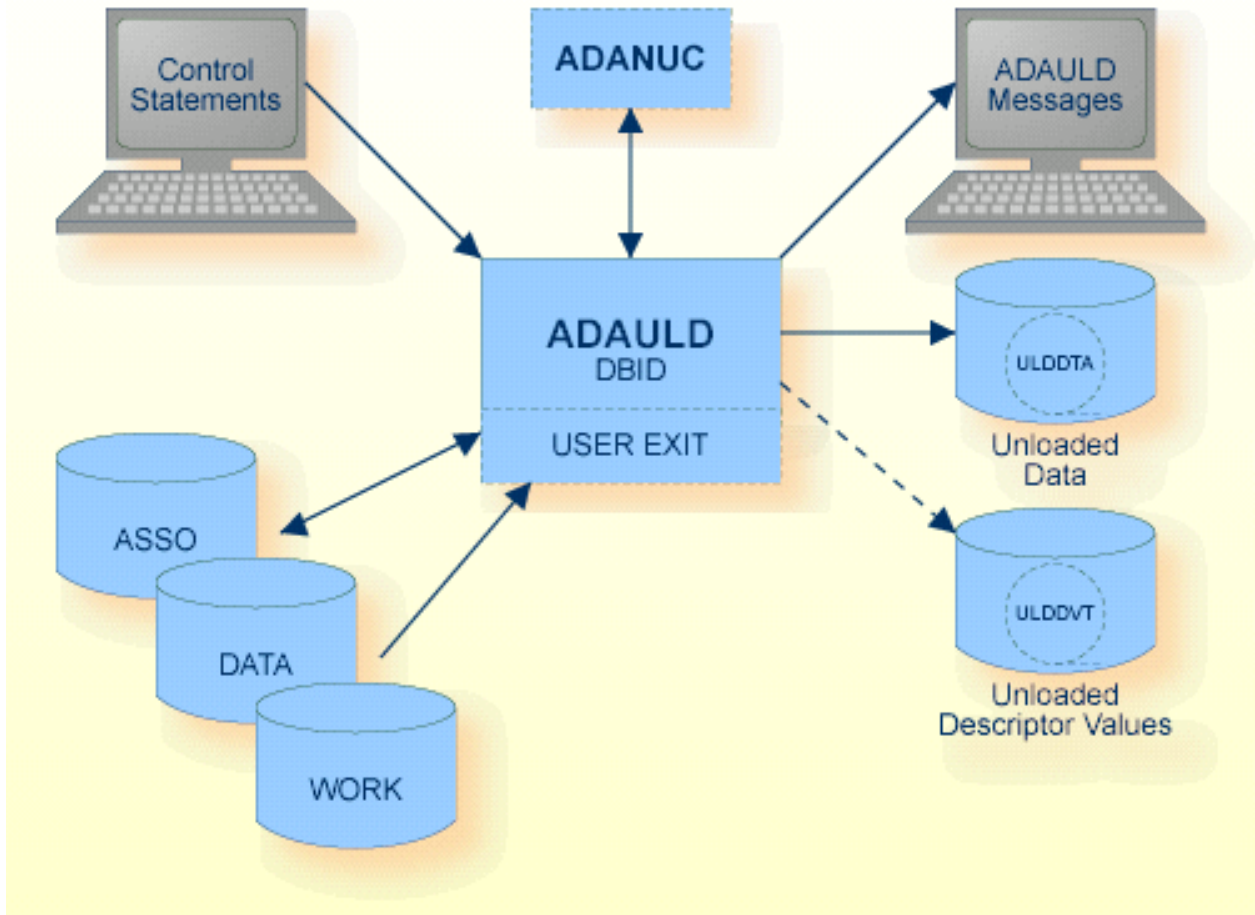 Control
Statements
ADANUC
ADAULD
Messages
ADAULD
DBID
USER EXIT
ULDDTA
Unloaded
Data
ASSO
DATA
WORK
ULDDVT
Unloaded
Descriptor Values